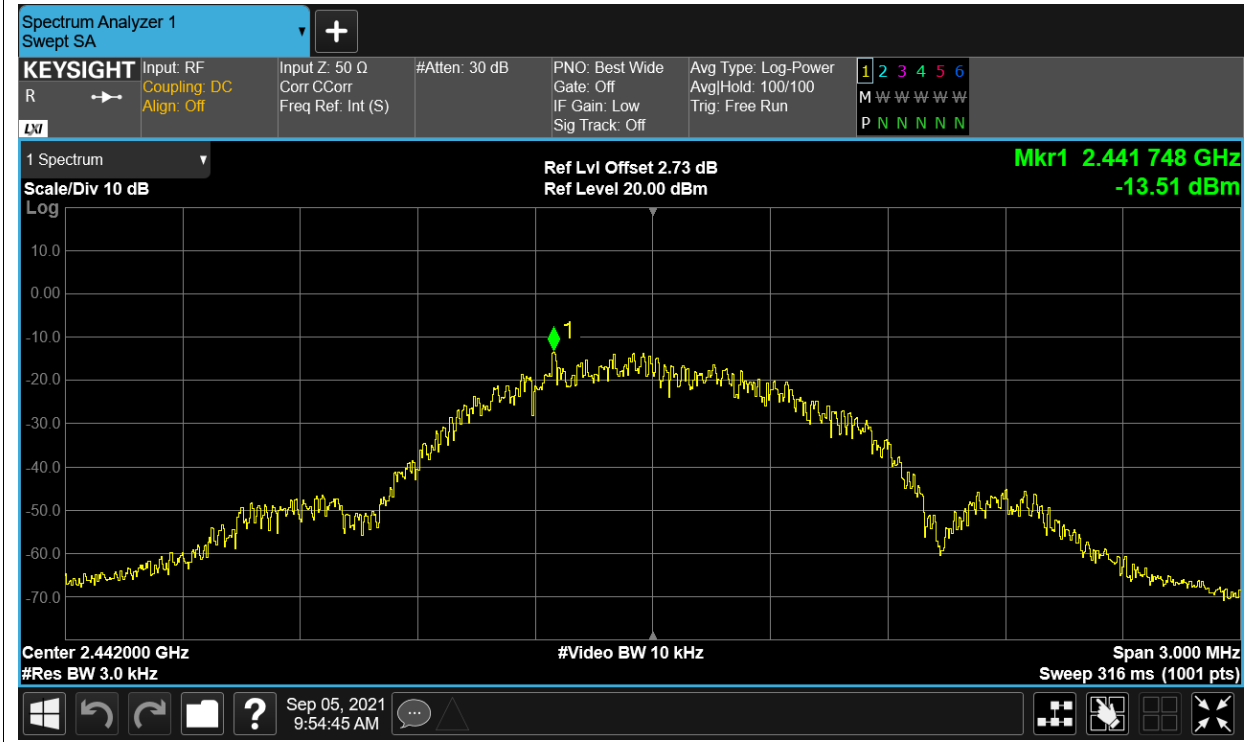 Spectrum Analyzer 1
Swept SA
+
KEYSIGHT
R
LXI
Input: RF
Coupling: DC
Align: Off
Input Z: 50 Ω
Corr CCorr
Freq Ref: Int (S)
#Atten: 30 dB
PNO: Best Wide
Gate: Off
IF Gain: Low
Sig Track: Off
Avg Type: Log-Power
Avg|Hold: 100/100
Trig: Free Run
1 2 3 4 5 6
M W W W W W
P N N N N N
1 Spectrum
Scale/Div 10 dB
Log
Ref Lvl Offset 2.73 dB
Ref Level 20.00 dBm
Mkr1 2.441 748 GHz
-13.51 dBm
10.0
0.00
-10.0
-20.0
-30.0
-40.0
-50.0
-60.0
-70.0
1
Center 2.442000 GHz
#Res BW 3.0 kHz
#Video BW 10 kHz
Span 3.000 MHz
Sweep 316 ms (1001 pts)
?
Sep 05, 2021
9:54:45 AM